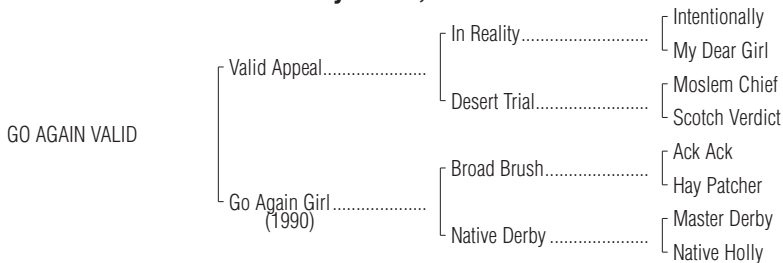 In Reality
Intentionally
My Dear Girl
Valid Appeal
Desert Trial
Moslem Chief
Scotch Verdict
GO AGAIN VALID
Broad Brush
Ack Ack
Hay Patcher
Go Again Girl
(1990)
Native Derby
Master Derby
Native Holly